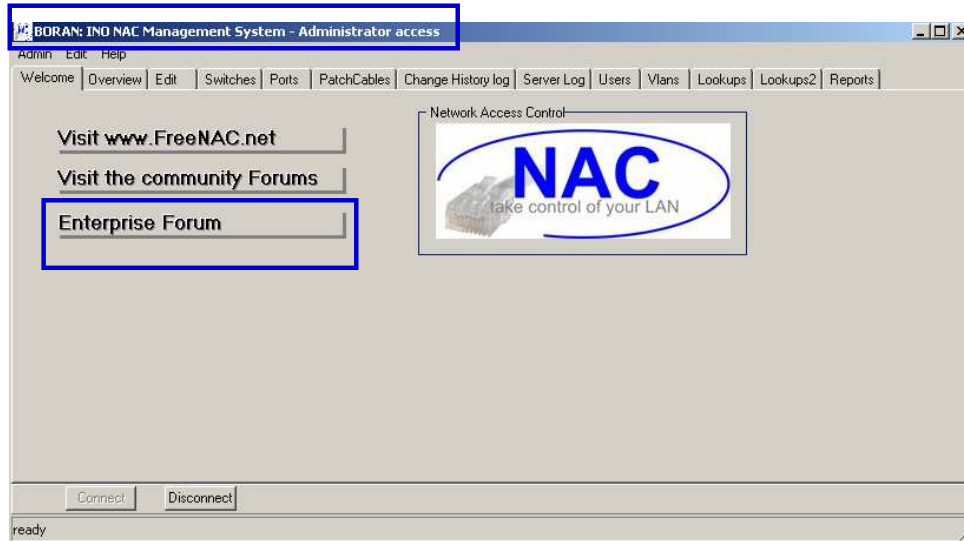 BORAN: INO NAC Management System - Administrator access
Admin Edit Help
Welcome Overview Edit Switches Ports PatchCables Change History log Server Log Users Vlans Lookups Lookups2 Reports
Visit www.FreeNAC.net
Visit the community Forums
Enterprise Forum
Network Access Control
NAC
take control of your LAN
Connect Disconnect
ready